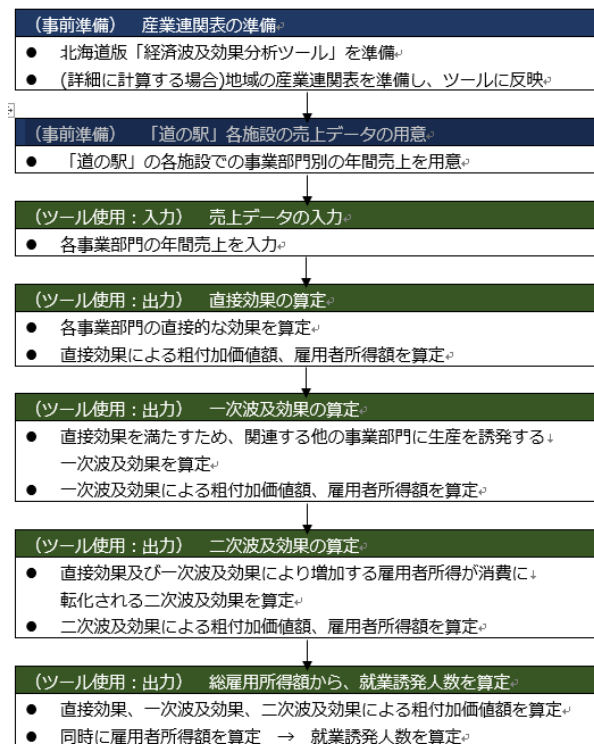 （事前準備） 産業連関表の準備
● 北海道版「経済波及効果分析ツール」を準備
● (詳細に計算する場合)地域の産業連関表を準備し、ツールに反映
（事前準備） 「道の駅」各施設の売上データの用意
● 「道の駅」の各施設での事業部門別の年間売上を用意
（ツール使用：入力） 売上データの入力
● 各事業部門の年間売上を入力
（ツール使用：出力） 直接効果の算定
● 各事業部門の直接的な効果を算定
● 直接効果による粗付加価値額、雇用者所得額を算定
（ツール使用：出力） 一次波及効果の算定
● 直接効果を満たすため、関連する他の事業部門に生産を誘発する
一次波及効果を算定
● 一次波及効果による粗付加価値額、雇用者所得額を算定
（ツール使用：出力） 二次波及効果の算定
● 直接効果及び一次波及効果により増加する雇用者所得が消費に
転化される二次波及効果を算定
● 二次波及効果による粗付加価値額、雇用者所得額を算定
（ツール使用：出力） 総雇用所得額から、就業誘発人数を算定
● 直接効果、一次波及効果、二次波及効果による粗付加価値額を算定
● 同時に雇用者所得額を算定 → 就業誘発人数を算定